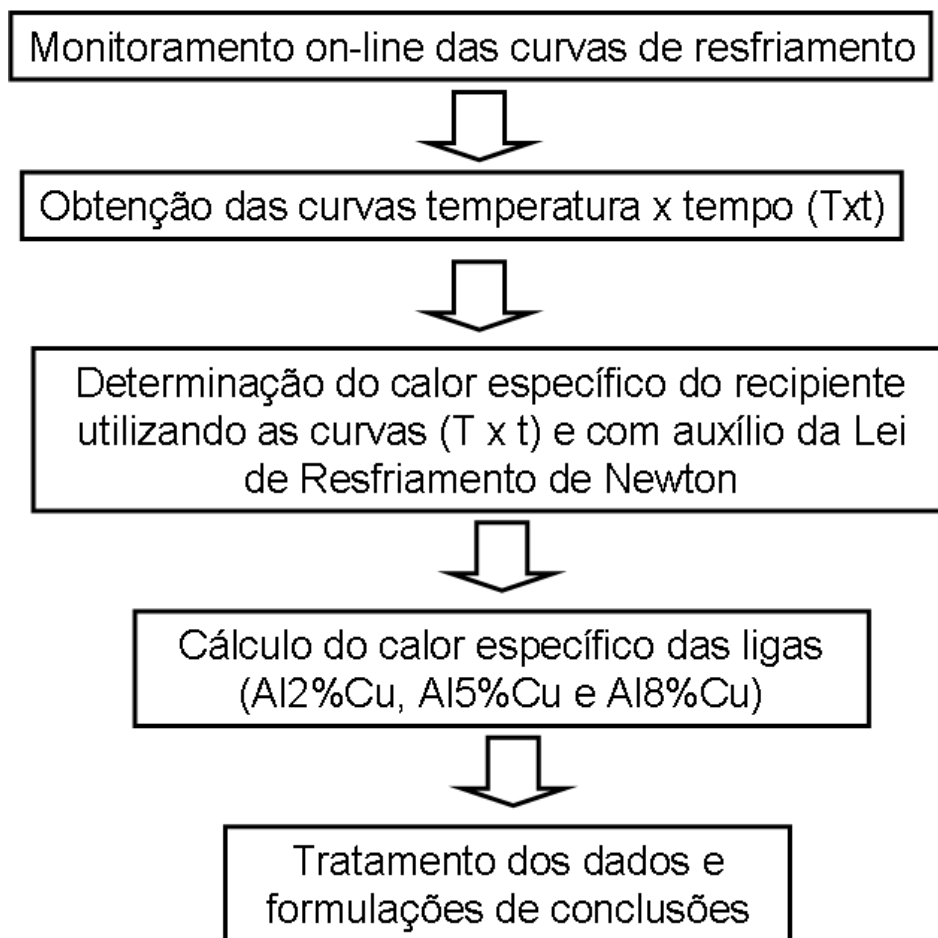 Monitoramento on-line das curvas de resfriamento
Obtenção das curvas temperatura x tempo (Txt)
Determinação do calor específico do recipiente
utilizando as curvas (T x t) e com auxílio da Lei
de Resfriamento de Newton
Cálculo do calor específico das ligas
(Al2%Cu, Al5%Cu e Al8%Cu)
Tratamento dos dados e
formulações de conclusões